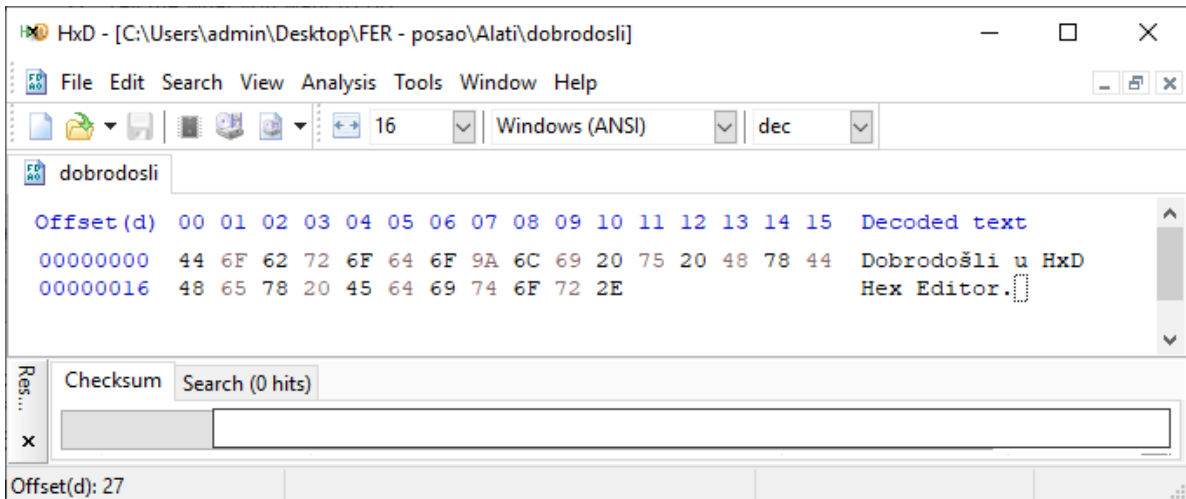 HxD - [C:\Users\admin\Desktop\FER - posao\Alati\dobrodosli]
File Edit Search View Analysis Tools Window Help
16 Windows (ANSI) dec
dobrodosli
Offset(d) 00 01 02 03 04 05 06 07 08 09 10 11 12 13 14 15 Decoded text
00000000 44 6F 62 72 6F 64 6F 9A 6C 69 20 75 20 48 78 44 Dobrodošli u HxD
00000016 48 65 78 20 45 64 69 74 6F 72 2E Hex Editor.
Res...
Checksum Search (0 hits)
Offset(d): 27